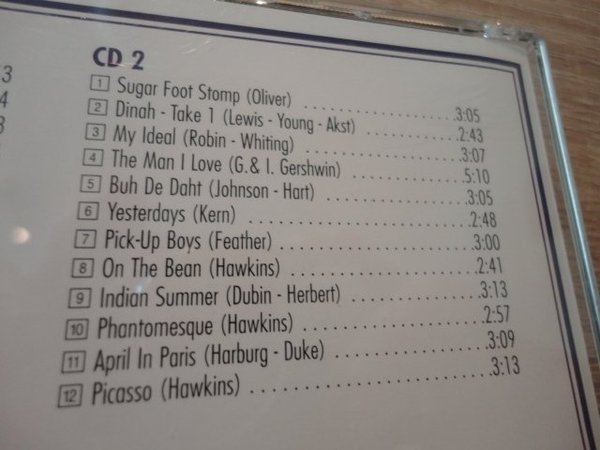 CD 2
1 Sugar Foot Stomp (Oliver) ....................3:05
2 Dinah - Take 1 (Lewis - Young - Akst) .............2:43
3 My Ideal (Robin - Whiting) ....................3:07
4 The Man I Love (G.& I. Gershwin) ..............5:10
5 Buh De Daht (Johnson - Hart) .................3:05
6 Yesterdays (Kern) ..........................2:48
7 Pick-Up Boys (Feather) ......................3:00
8 On The Bean (Hawkins) .....................2:41
9 Indian Summer (Dubin - Herbert) ..............3:13
10 Phantomesque (Hawkins) ....................2:57
11 April In Paris (Harburg - Duke) ................3:09
12 Picasso (Hawkins) .........................3:13